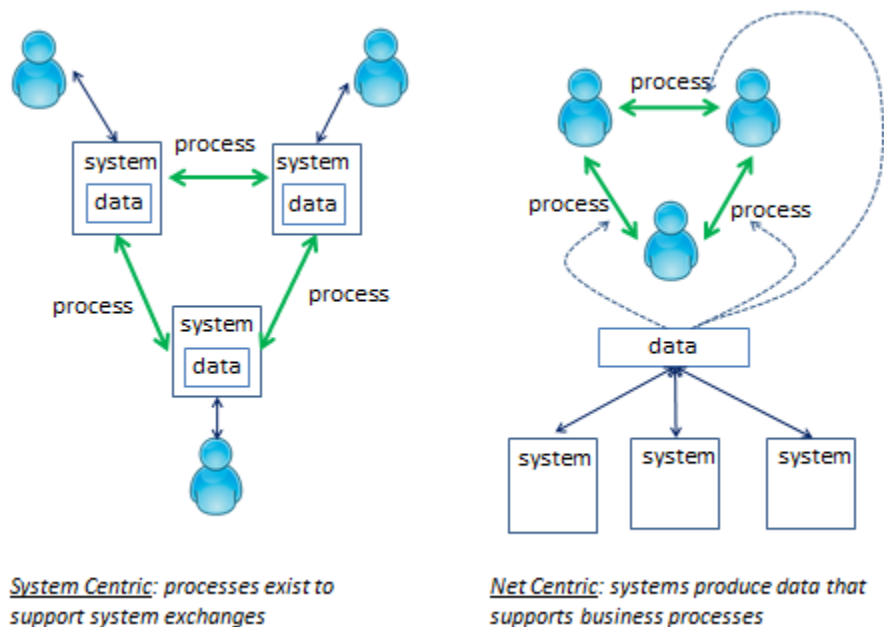 process
system
data
process
system
data
process
process
system
data
System Centric: processes exist to
support system exchanges
process
process
process
data
system
system
system
Net Centric: systems produce data that
supports business processes